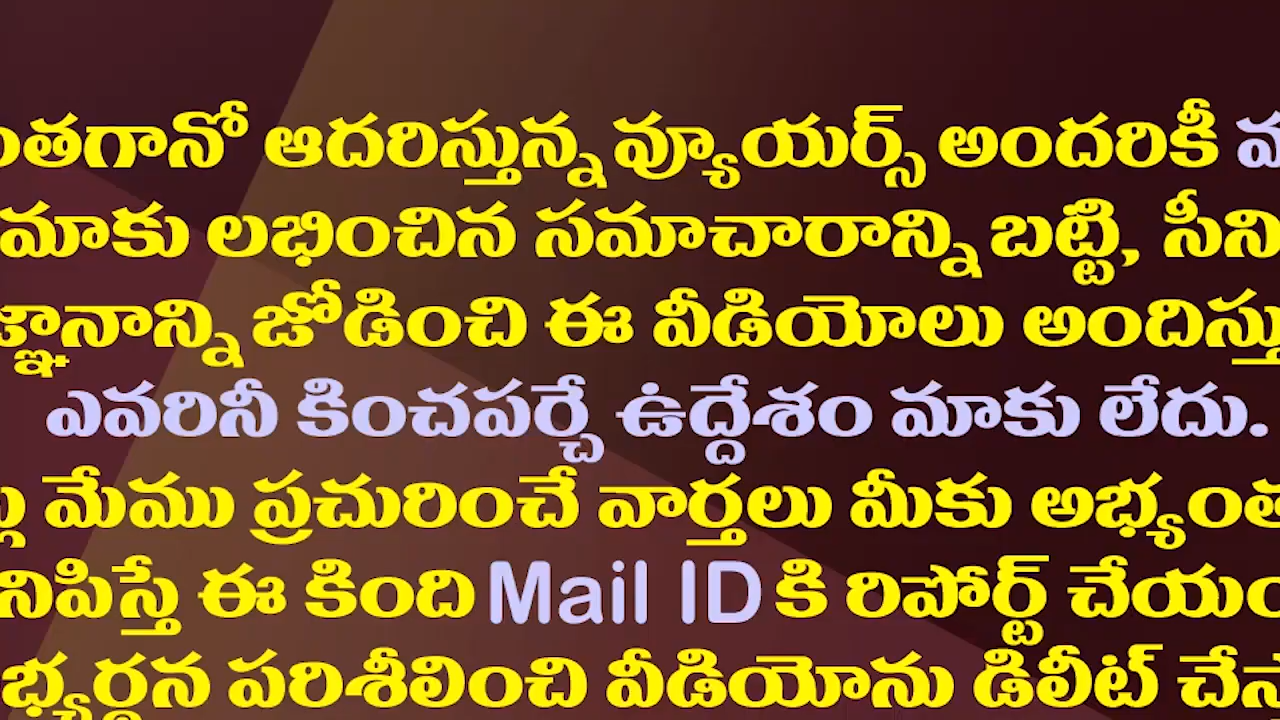 ఆదరిస్తున్న వ్యూయర్స్ అందరికీ
మాకు లభించిన సమాచారాన్ని బట్టి,
జోడించి ఈ వీడియోలు
ఎవరినీ కించపర్చే ఉద్దేశం మాకు లేదు.
మేము ప్రచురించే వార్తలు మీకు
ఈ కింది Mail ID కి రిపోర్ట్
పరిశీలించి వీడియోను డిలీట్